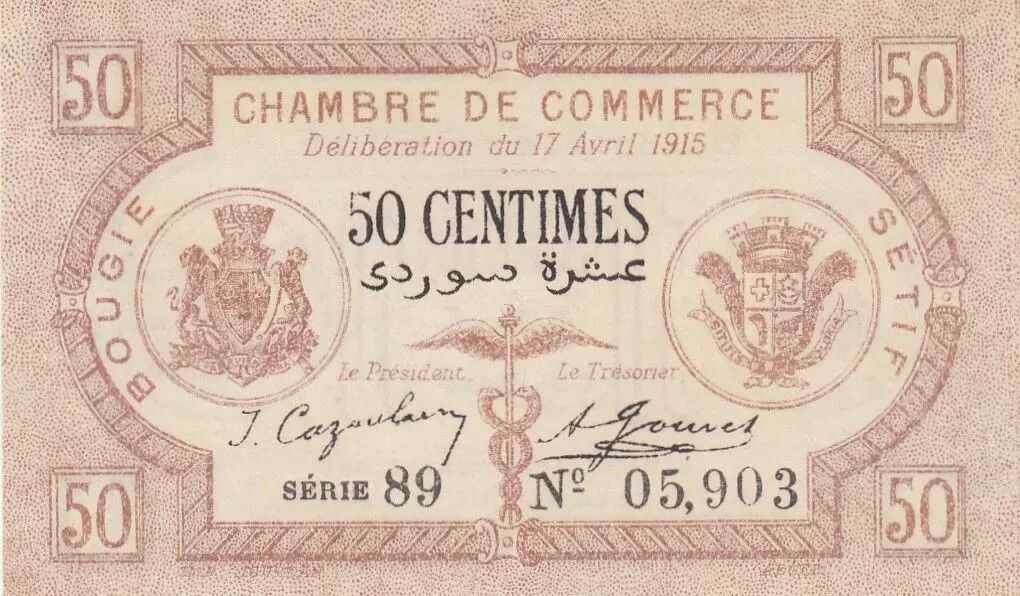 50 50
CHAMBRE DE COMMERCE
Délibération du 17 Avril 1915
50 CENTIMES
عشرة سوردى
BOUGIE
SÉTIF
Le Président Le Trésorier
SÉRIE 89 Nº 05,903
50 50